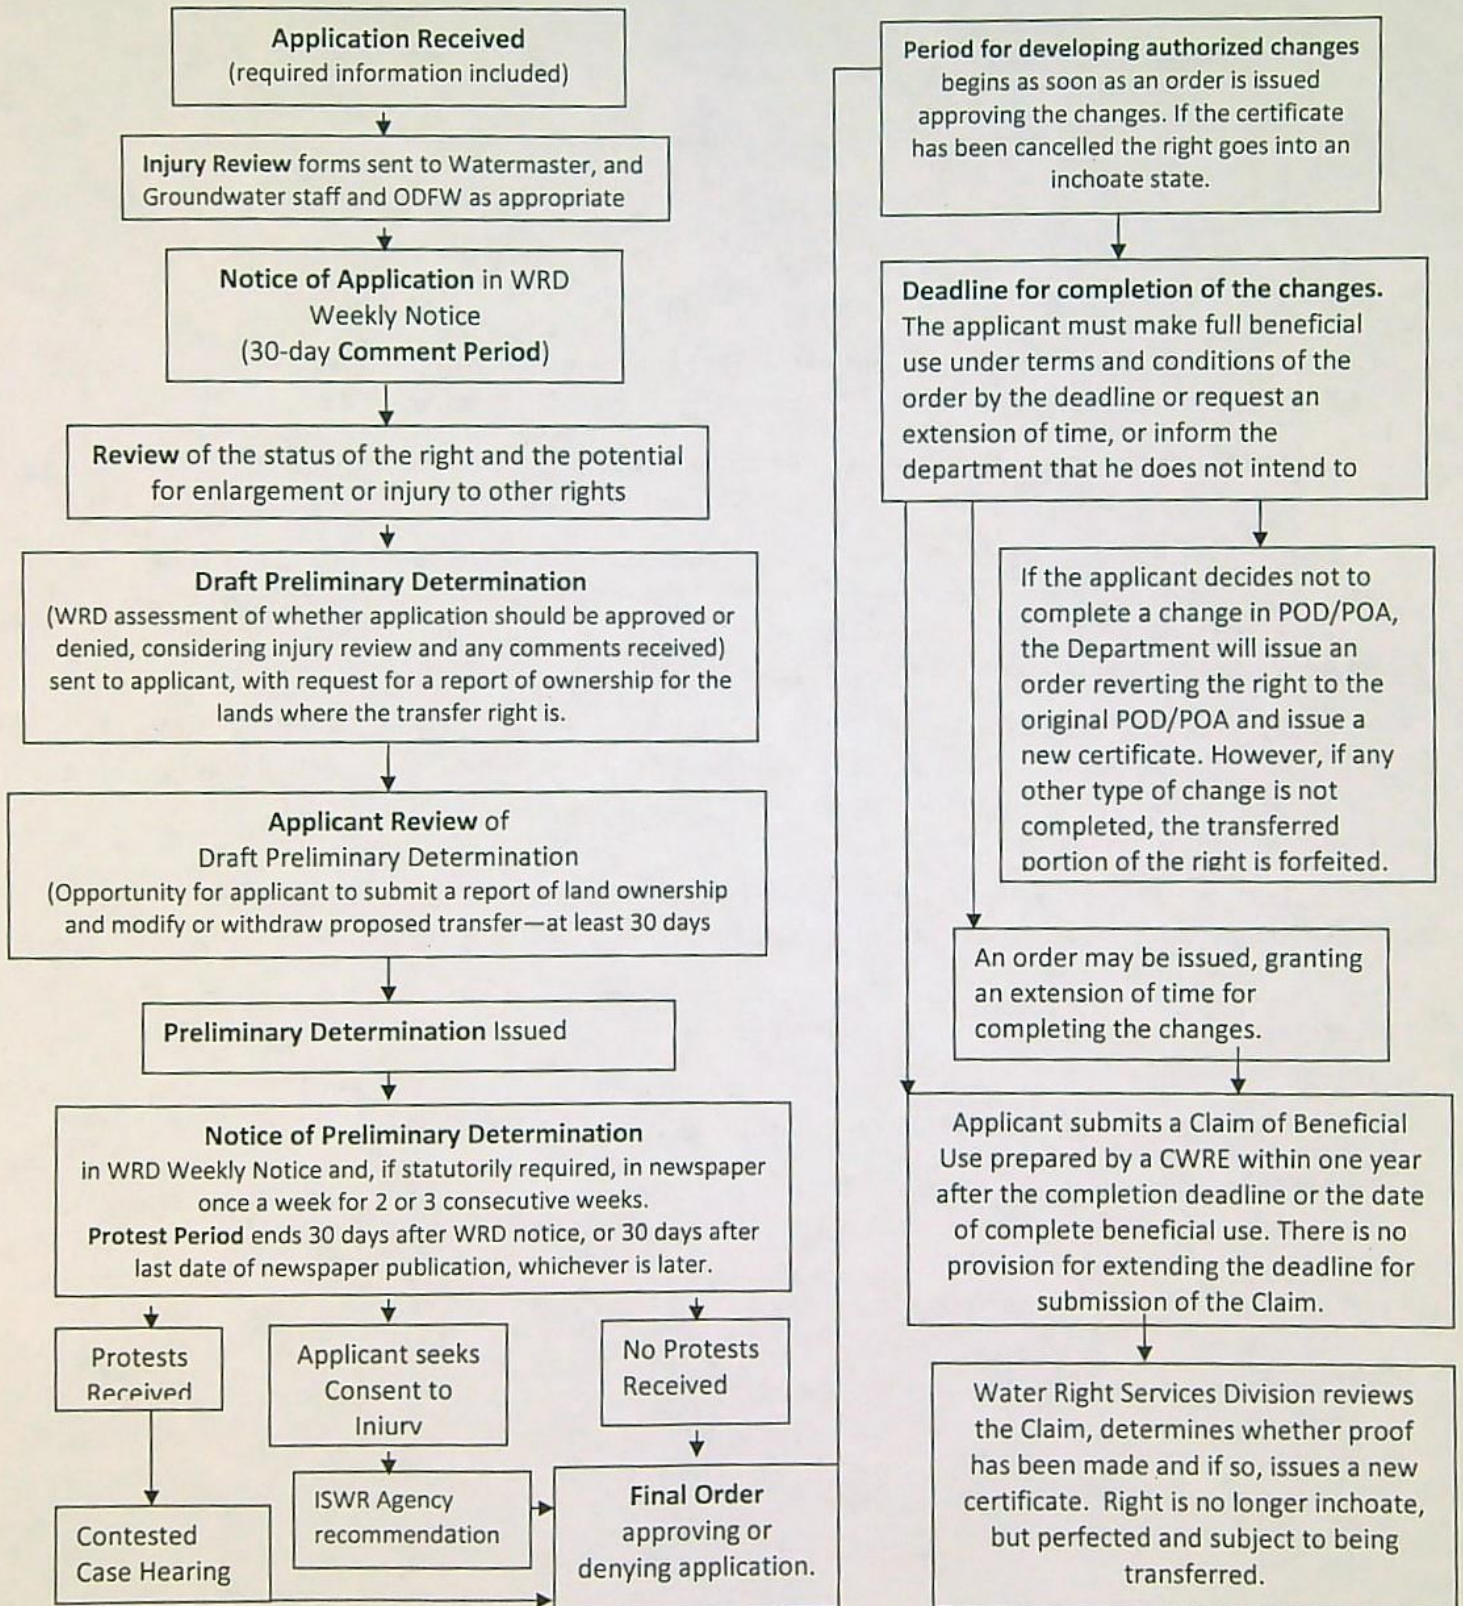 Application Received
(required information included)
Injury Review forms sent to Watermaster, and
Groundwater staff and ODFW as appropriate
Notice of Application in WRD
Weekly Notice
(30-day Comment Period)
Review of the status of the right and the potential
for enlargement or injury to other rights
Draft Preliminary Determination
(WRD assessment of whether application should be approved or
denied, considering injury review and any comments received)
sent to applicant, with request for a report of ownership for the
lands where the transfer right is.
Applicant Review of
Draft Preliminary Determination
(Opportunity for applicant to submit a report of land ownership
and modify or withdraw proposed transfer—at least 30 days
Preliminary Determination Issued
Notice of Preliminary Determination
in WRD Weekly Notice and, if statutorily required, in newspaper
once a week for 2 or 3 consecutive weeks.
Protest Period ends 30 days after WRD notice, or 30 days after
last date of newspaper publication, whichever is later.
Protests
Received
Contested
Case Hearing
Applicant seeks
Consent to
Injury
ISWR Agency
recommendation
No Protests
Received
Final Order
approving or
denying application.
Period for developing authorized changes
begins as soon as an order is issued
approving the changes. If the certificate
has been cancelled the right goes into an
inchoate state.
Deadline for completion of the changes.
The applicant must make full beneficial
use under terms and conditions of the
order by the deadline or request an
extension of time, or inform the
department that he does not intend to
If the applicant decides not to
complete a change in POD/POA,
the Department will issue an
order reverting the right to the
original POD/POA and issue a
new certificate. However, if any
other type of change is not
completed, the transferred
portion of the right is forfeited.
An order may be issued, granting
an extension of time for
completing the changes.
Applicant submits a Claim of Beneficial
Use prepared by a CWRE within one year
after the completion deadline or the date
of complete beneficial use. There is no
provision for extending the deadline for
submission of the Claim.
Water Right Services Division reviews
the Claim, determines whether proof
has been made and if so, issues a new
certificate. Right is no longer inchoate,
but perfected and subject to being
transferred.